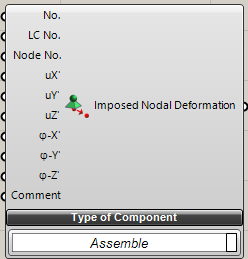 No.
LC No.
Node No.
uX'
uY'
uZ'
φ-X'
φ-Y'
φ-Z'
Comment
Imposed Nodal Deformation
Type of Component
Assemble